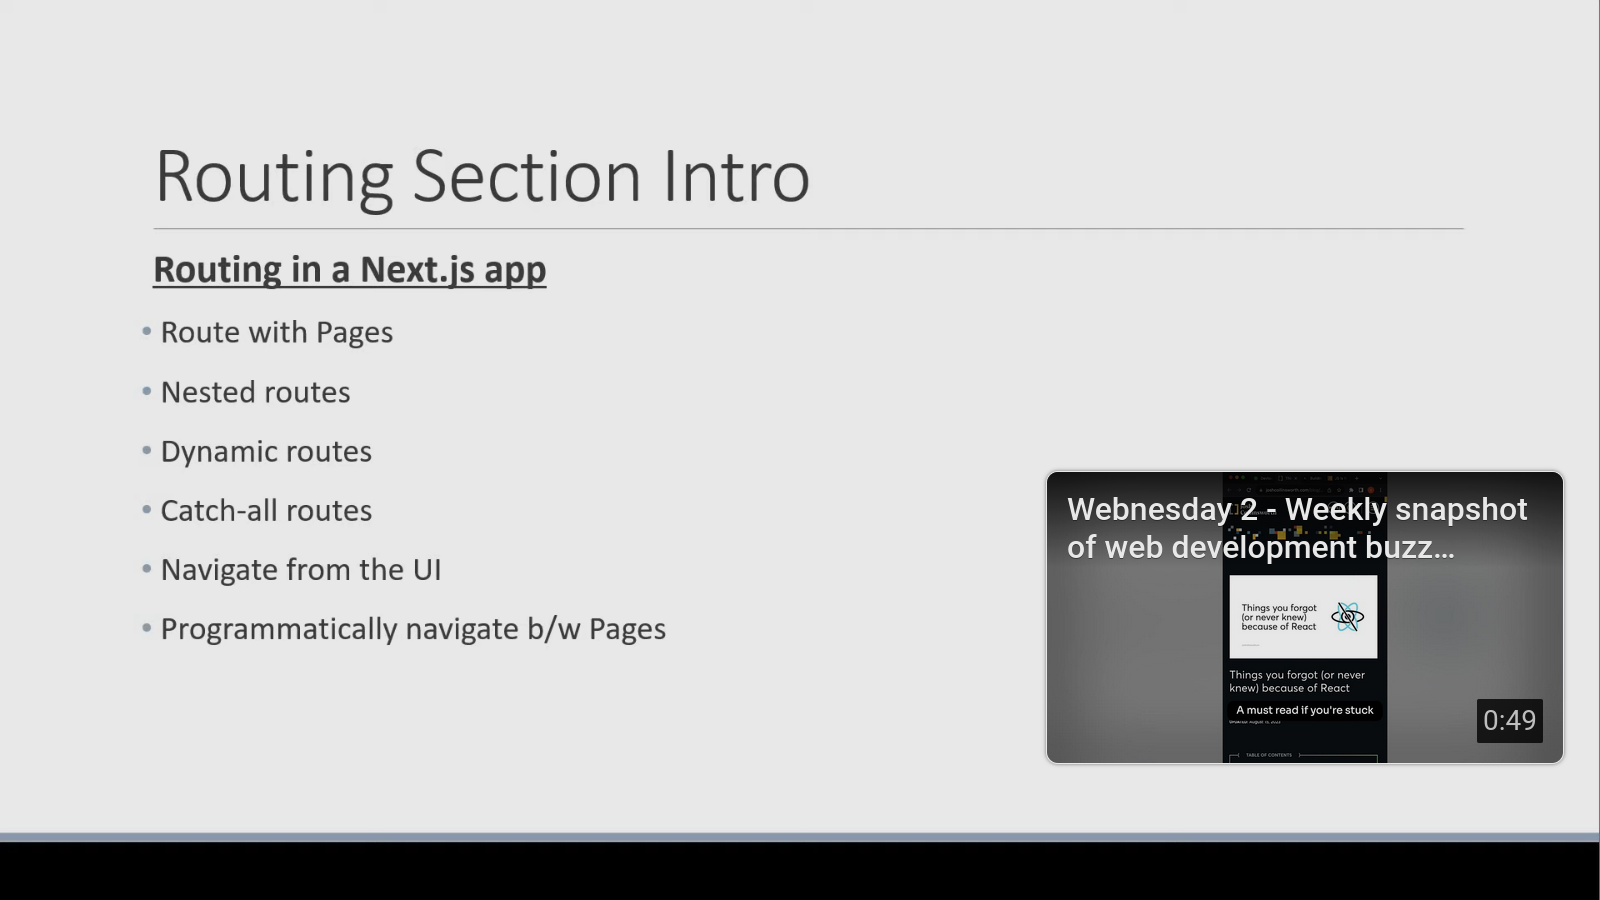 Routing Section Intro
Routing in a Next.js app
• Route with Pages
• Nested routes
• Dynamic routes
• Catch-all routes
• Navigate from the UI
• Programmatically navigate b/w Pages
Webnesday 2 - Weekly snapshot
of web development buzz...
Things you forgot
(or never knew)
because of React
Things you forgot (or never
knew) because of React
A must read if you're stuck
TABLE OF CONTENTS
0:49